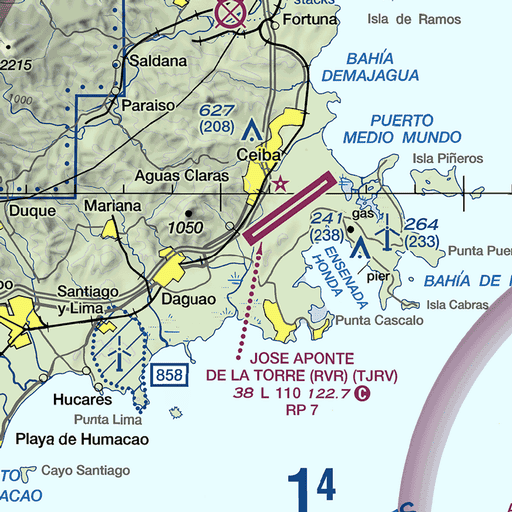 stacks
Fortuna
Isla de Ramos
2215
Saldana
BAHÍA
DEMAJAGUA
1000
Paraiso
627
(208)
PUERTO
MEDIO MUNDO
Ceiba
Isla Piñeros
Aguas Claras
Duque
Mariana
1050
241
(238)
gas
264
(233)
Punta Puer
ENSENADA
HONDA
pier
BAHÍA DE
Isla Cabras
Santiago
y Lima
Daguao
Punta Cascalo
JOSE APONTE
DE LA TORRE (RVR) (TJRV)
38 L 110 122.7 C
RP 7
858
Hucares
Punta Lima
Playa de Humacao
Cayo Santiago
TO
ACAO
14